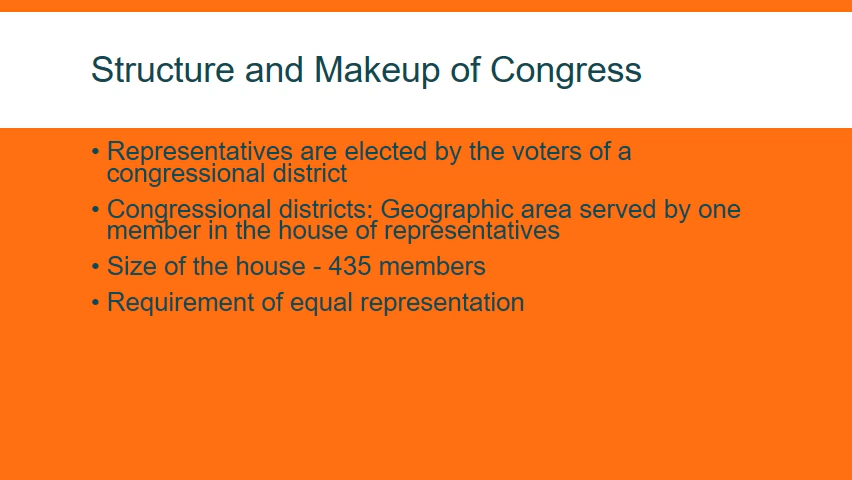 Structure and Makeup of Congress
• Representatives are elected by the voters of a
congressional district
• Congressional districts: Geographic area served by one
member in the house of representatives
• Size of the house - 435 members
• Requirement of equal representation